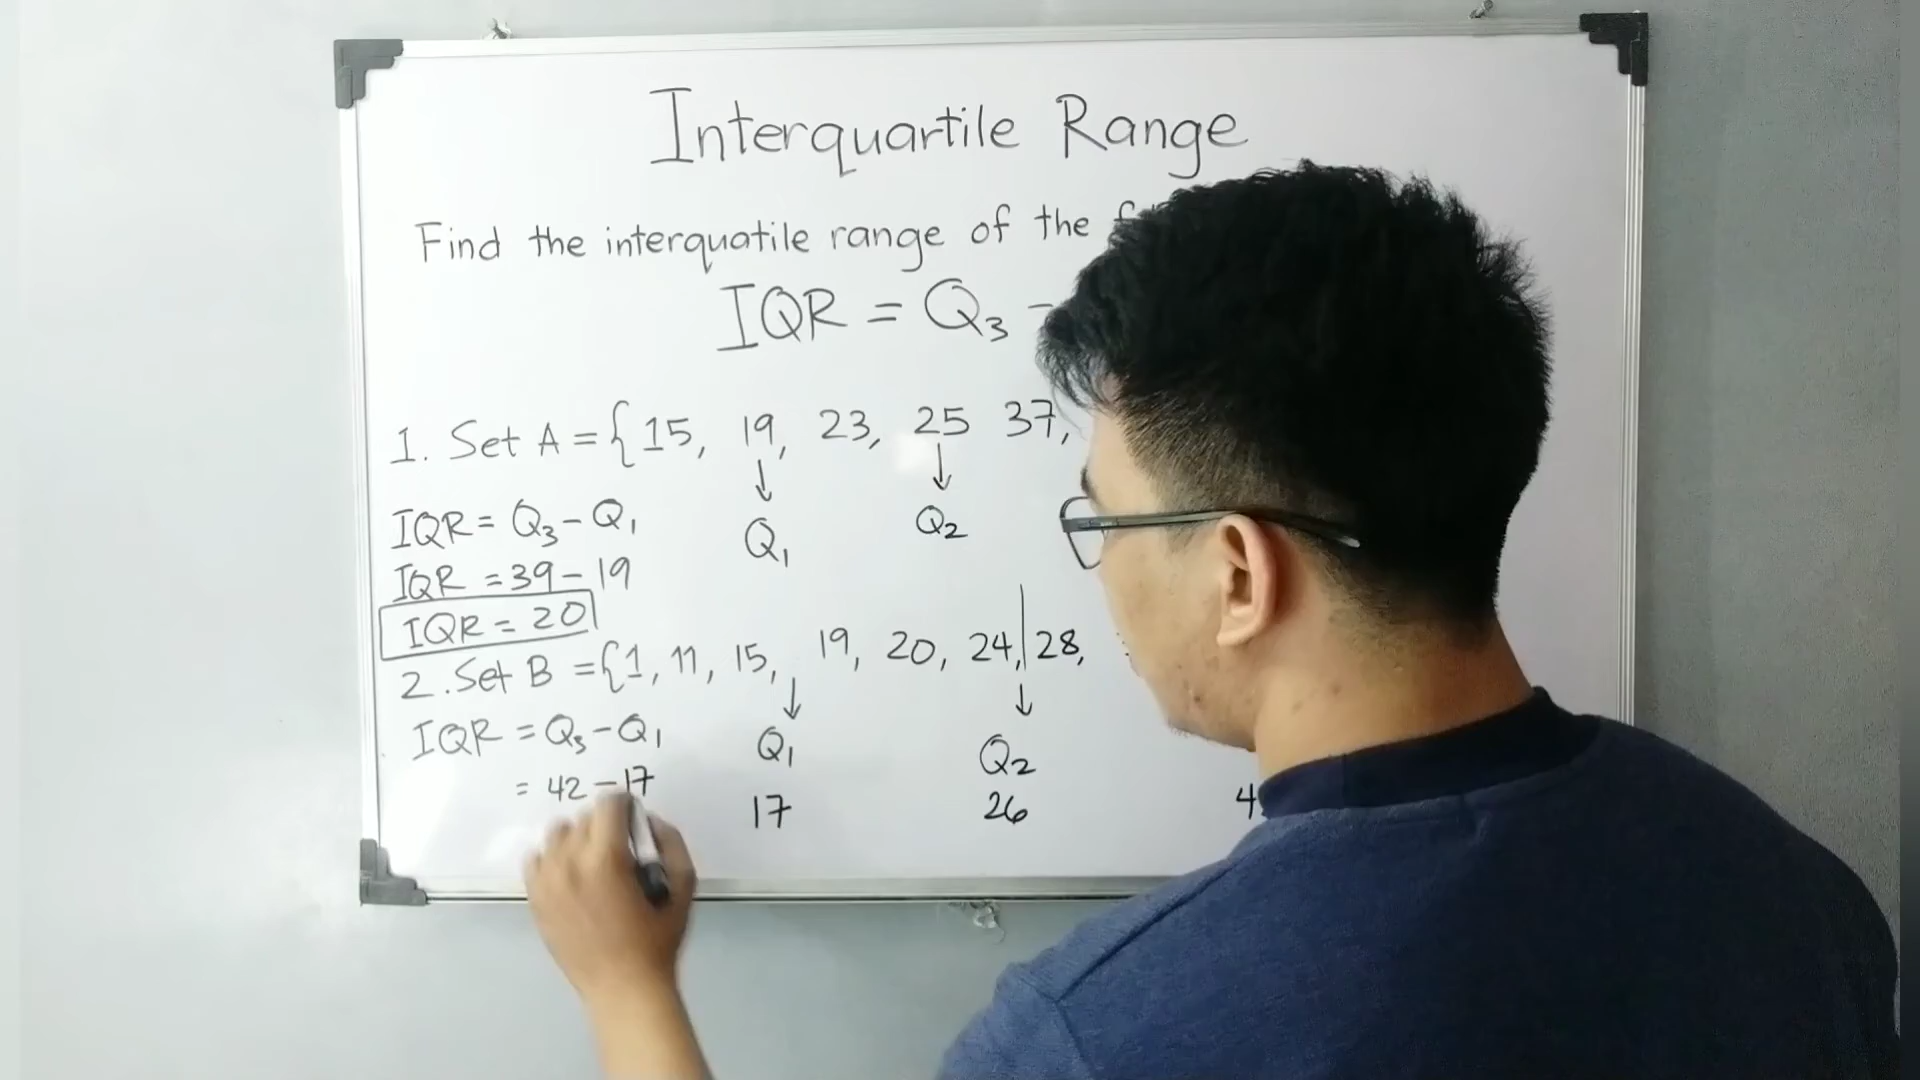 Interquartile Range
Find the interquatile range of the
IQR = Q₃ -
1. Set A = {15, 19, 23, 25 37,
↓ ↓
IQR = Q₃ - Q₁ Q₁ Q₂
IQR = 39 - 19
IQR = 20
2. Set B = {1, 11, 15, 19, 20, 24, | 28,
↓ ↓
IQR = Q₃ - Q₁ Q₁ Q₂
= 42 - 17 17 26 4